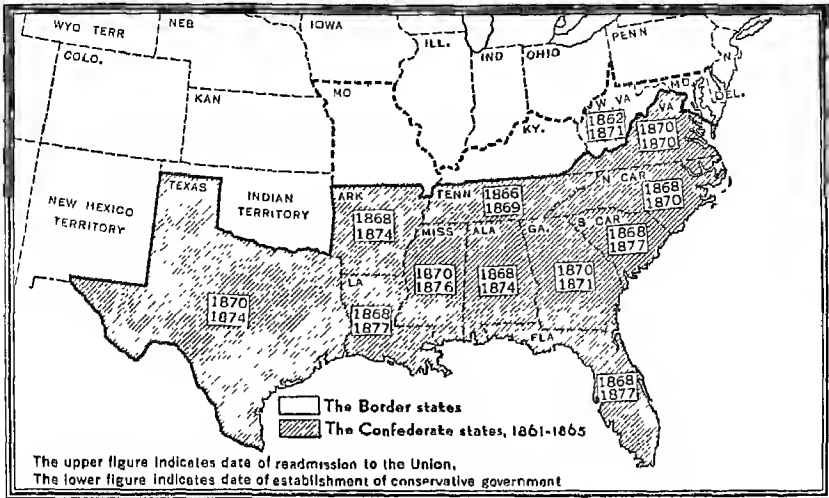 WYO TERR
NEB
IOWA
ILL.
IND
OHIO
PENN
N.
COLO.
KAN
MO
KY.
W. VA
MD.
DEL.
VA
1862
1871
1870
1870
NEW MEXICO
TERRITORY
TEXAS
INDIAN
TERRITORY
ARK
1868
1874
TENN
1866
1869
N CAR
1868
1870
MISS
1870
1876
ALA
1868
1874
GA.
1870
1871
S CAR
1868
1877
1870
1874
LA
1868
1877
FLA
1868
1877
The Border states
The Confederate states, 1861-1865
The upper figure indicates date of readmission to the Union.
The lower figure indicates date of establishment of conservative government